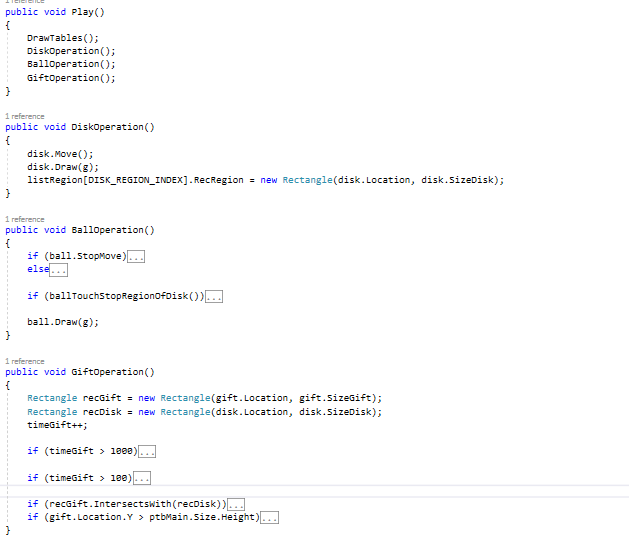 1 reference
public void Play()
{
DrawTables();
DiskOperation();
BallOperation();
GiftOperation();
}
1 reference
public void DiskOperation()
{
disk.Move();
disk.Draw(g);
listRegion[DISK_REGION_INDEX].RecRegion = new Rectangle(disk.Location, disk.SizeDisk);
}
1 reference
public void BallOperation()
{
if (ball.StopMove)...
else...
if (ballTouchStopRegionOfDisk())...
ball.Draw(g);
}
1 reference
public void GiftOperation()
{
Rectangle recGift = new Rectangle(gift.Location, gift.SizeGift);
Rectangle recDisk = new Rectangle(disk.Location, disk.SizeDisk);
timeGift++;
if (timeGift > 1000)...
if (timeGift > 100)...
if (recGift.IntersectsWith(recDisk))...
if (gift.Location.Y > ptbMain.Size.Height)...
}